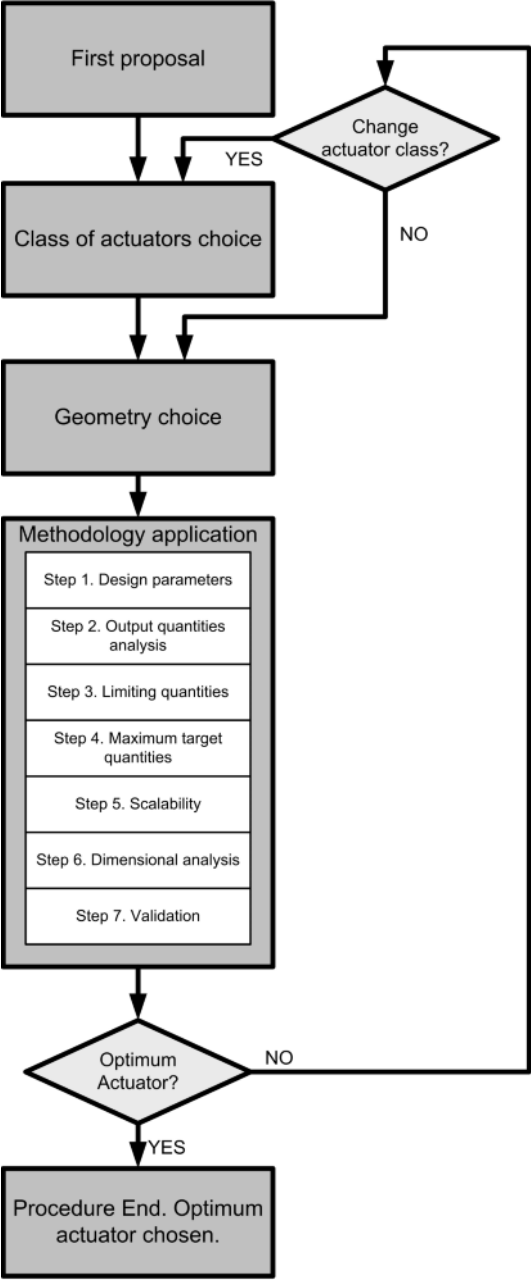 First proposal
Change
actuator class?
YES
Class of actuators choice
NO
Geometry choice
Methodology application
Step 1. Design parameters
Step 2. Output quantities
analysis
Step 3. Limiting quantities
Step 4. Maximum target
quantities
Step 5. Scalability
Step 6. Dimensional analysis
Step 7. Validation
Optimum
Actuator?
NO
YES
Procedure End. Optimum
actuator chosen.